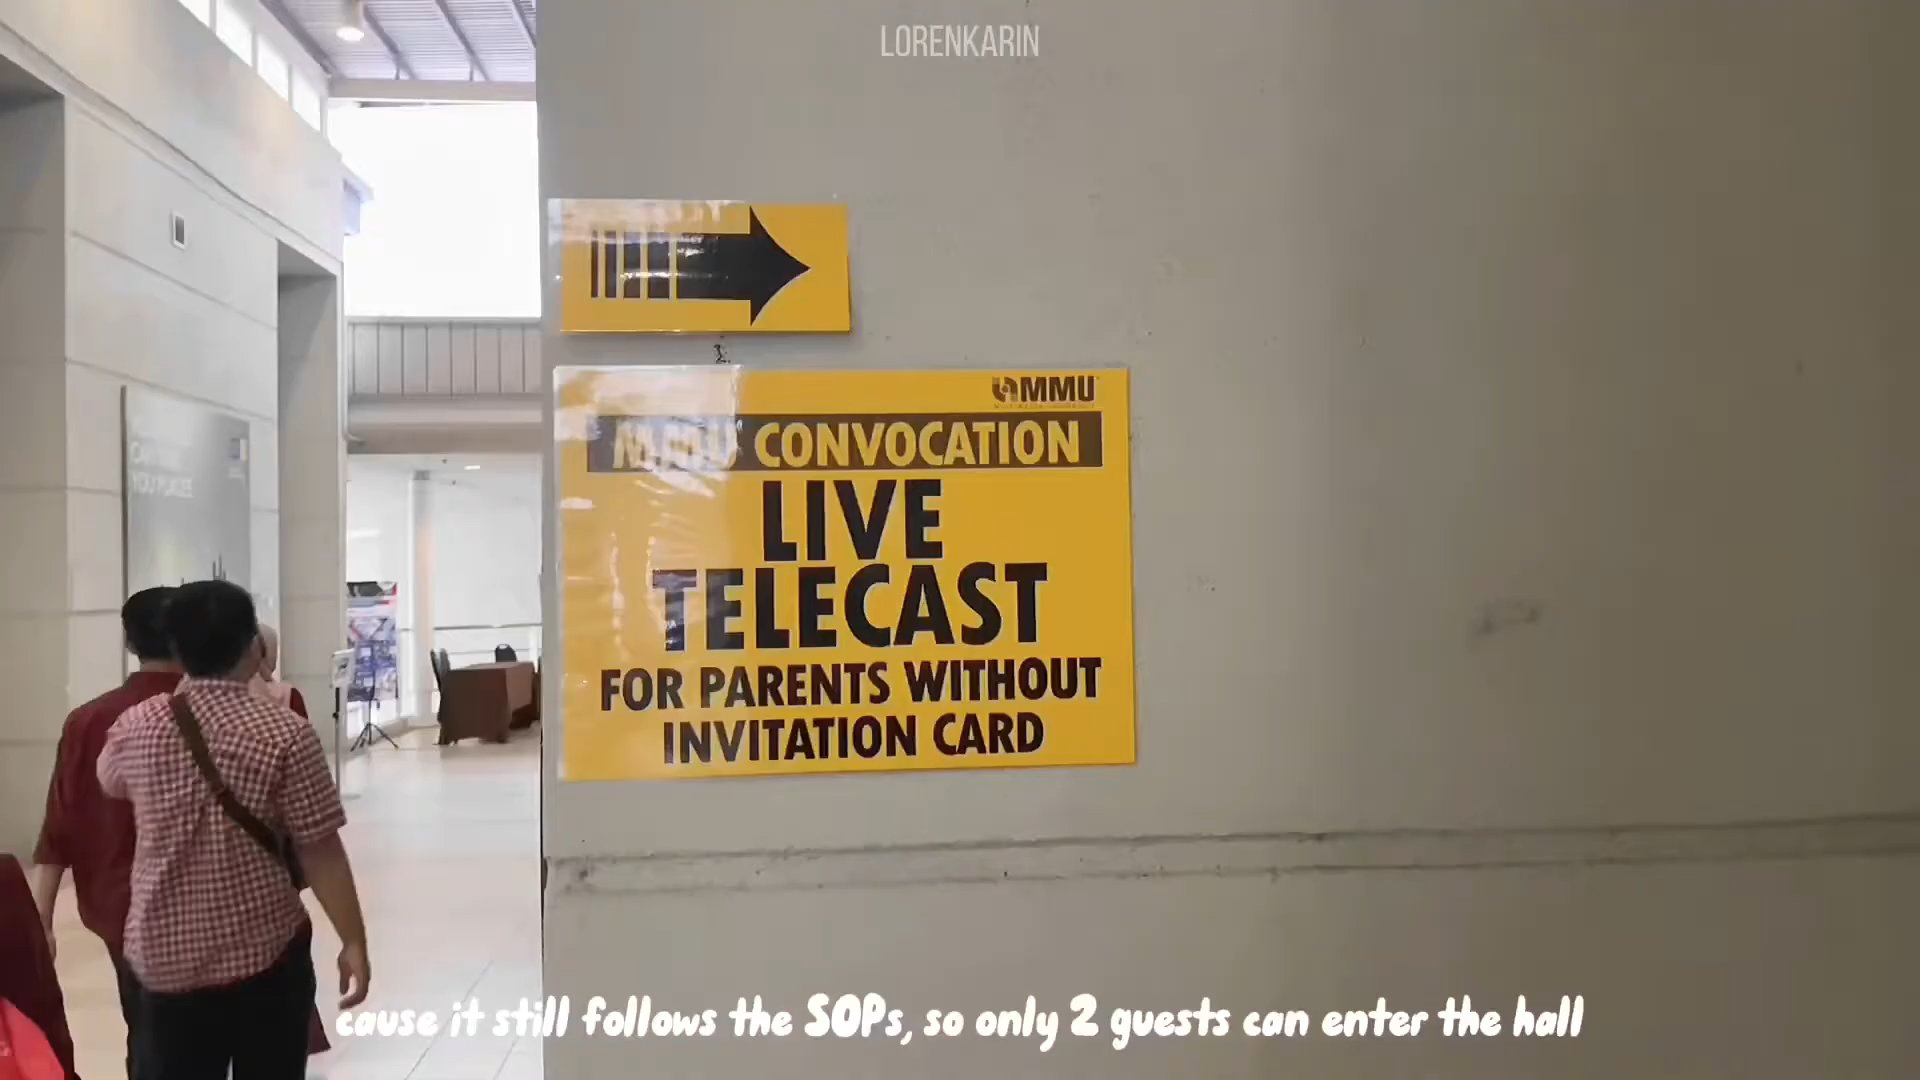 LORENKARIN
MMU
MMU CONVOCATION
LIVE
TELECAST
FOR PARENTS WITHOUT
INVITATION CARD
cause it still follows the SOPs, so only 2 guests can enter the hall